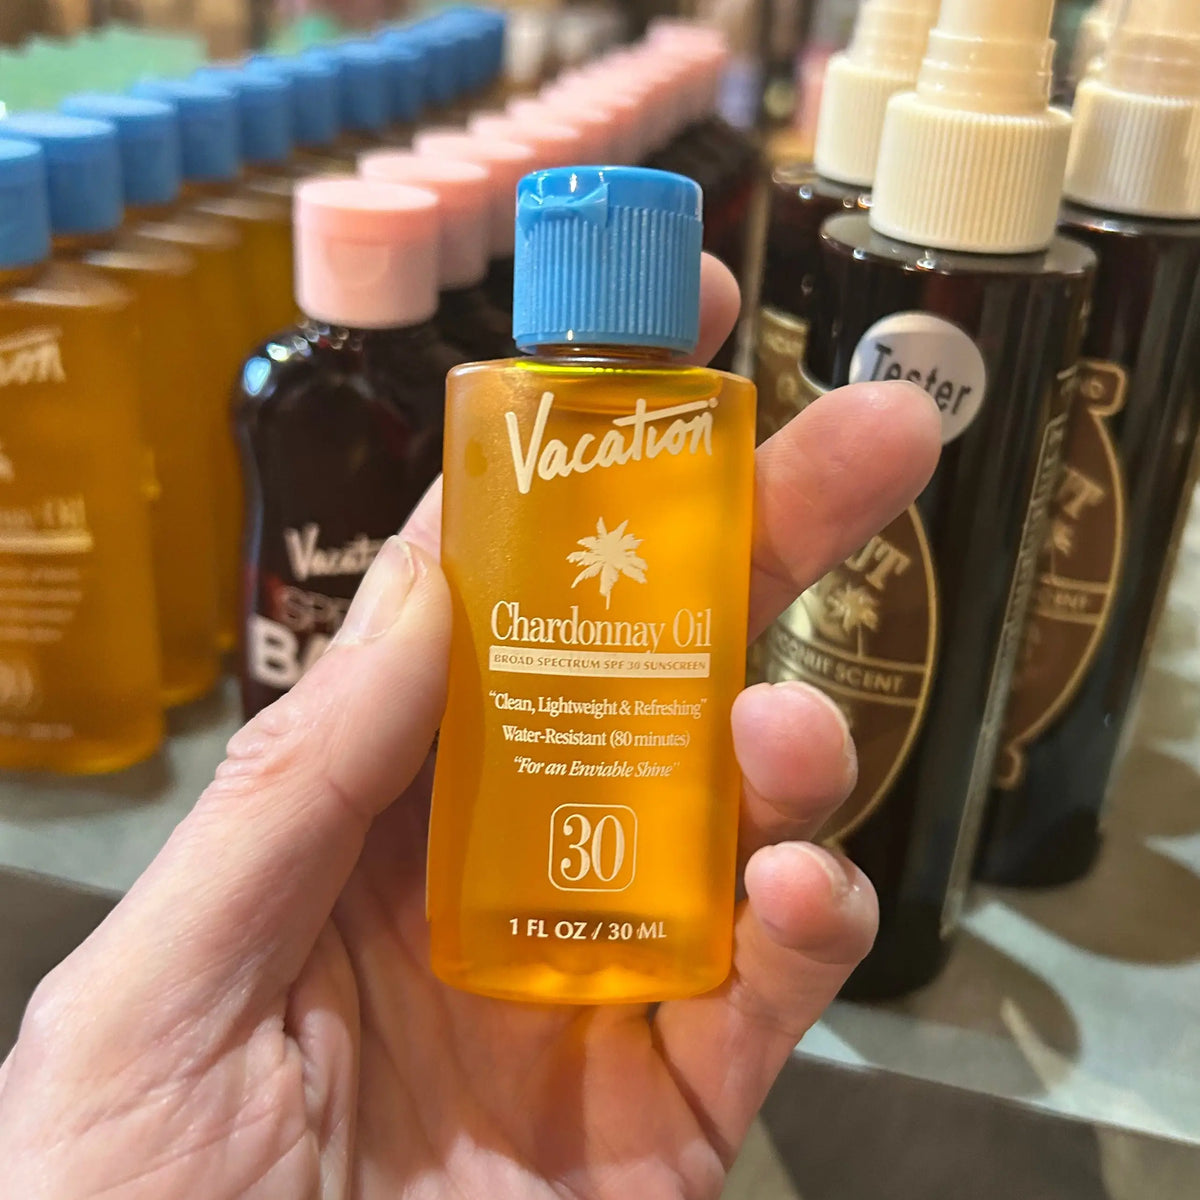 Vacation
Chardonnay Oil
BROAD SPECTRUM SPF 30 SUNSCREEN
"Clean, Lightweight & Refreshing"
Water-Resistant (80 minutes)
"For an Enviable Shine"
30
1 FL OZ / 30 ML
Tester
COCONUT SCENT
Oil